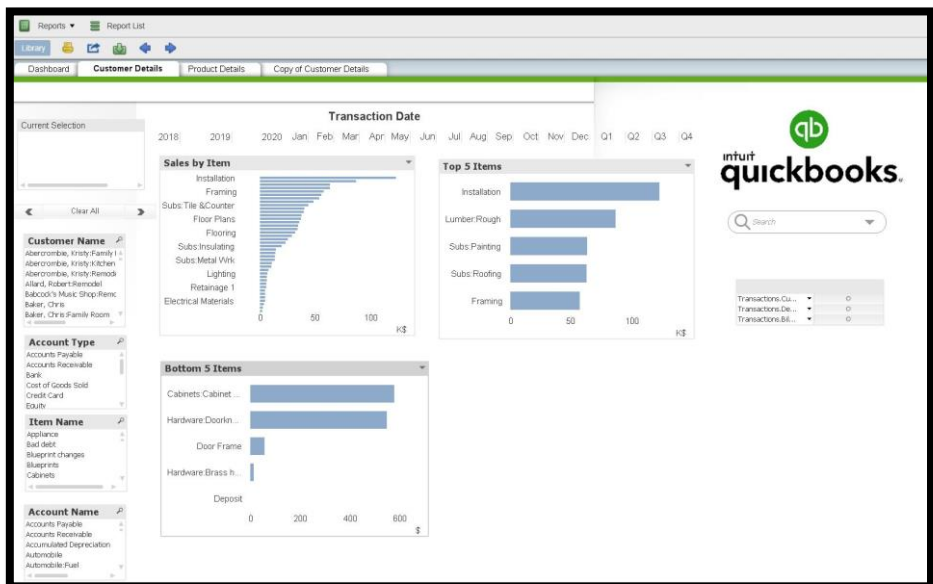 Reports Report List
Library
Dashboard Customer Details Product Details Copy of Customer Details
Current Selection
Clear All
Customer Name
Abercrombie, Kristy:Family
Abercrombie, Kristy:Kitchen
Abercrombie, Kristy:Remod
Allard, Robert:Remodel
Babcock's Music Shop:Remc
Baker, Chris
Baker, Chris:Family Room
Account Type
Accounts Payable
Accounts Receivable
Bank
Cost of Goods Sold
Credit Card
Equity
Item Name
Appliance
Bad debt
Blueprint changes
Blueprints
Cabinets
Account Name
Accounts Payable
Accounts Receivable
Accumulated Depreciation
Automobile
Automobile:Fuel
Transaction Date
2018 2019 2020 Jan Feb Mar Apr May Jun Jul Aug Sep Oct Nov Dec Q1 Q2 Q3 Q4
Sales by Item
Installation
Framing
Subs:Tile &Counter
Floor Plans
Flooring
Subs:Insulating
Subs:Metal Wrk
Lighting
Retainage 1
Electrical Materials
0 50 100
K$
Top 5 Items
Installation
Lumber:Rough
Subs:Painting
Subs:Roofing
Framing
0 50 100
K$
Bottom 5 Items
Cabinets:Cabinet ...
Hardware:Doorkn...
Door Frame
Hardware:Brass h...
Deposit
0 200 400 600
$
qb
intuit
quickbooks.
Search
Transactions.Cu... 0
Transactions.De... 0
Transactions.Bil... 0